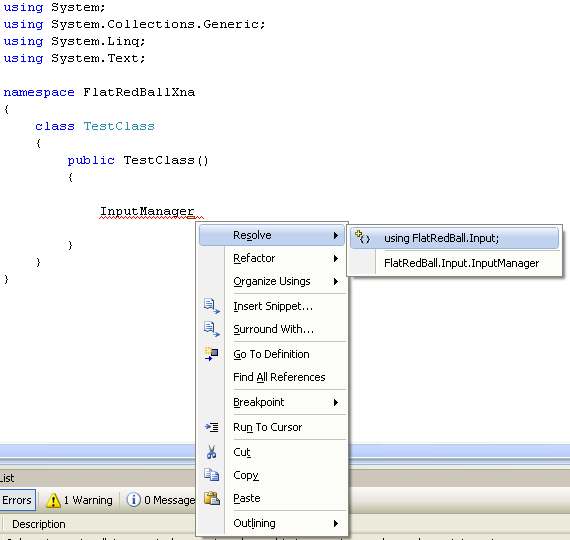 using System;
using System.Collections.Generic;
using System.Linq;
using System.Text;
namespace FlatRedBallXna
{
class TestClass
{
public TestClass()
{
InputManager
}
}
}
Resolve
using FlatRedBall.Input;
FlatRedBall.Input.InputManager
Refactor
Organize Usings
Insert Snippet...
Surround With...
Go To Definition
Find All References
Breakpoint
Run To Cursor
Cut
Copy
Paste
Outlining
List
Errors
1 Warning
0 Message
Description